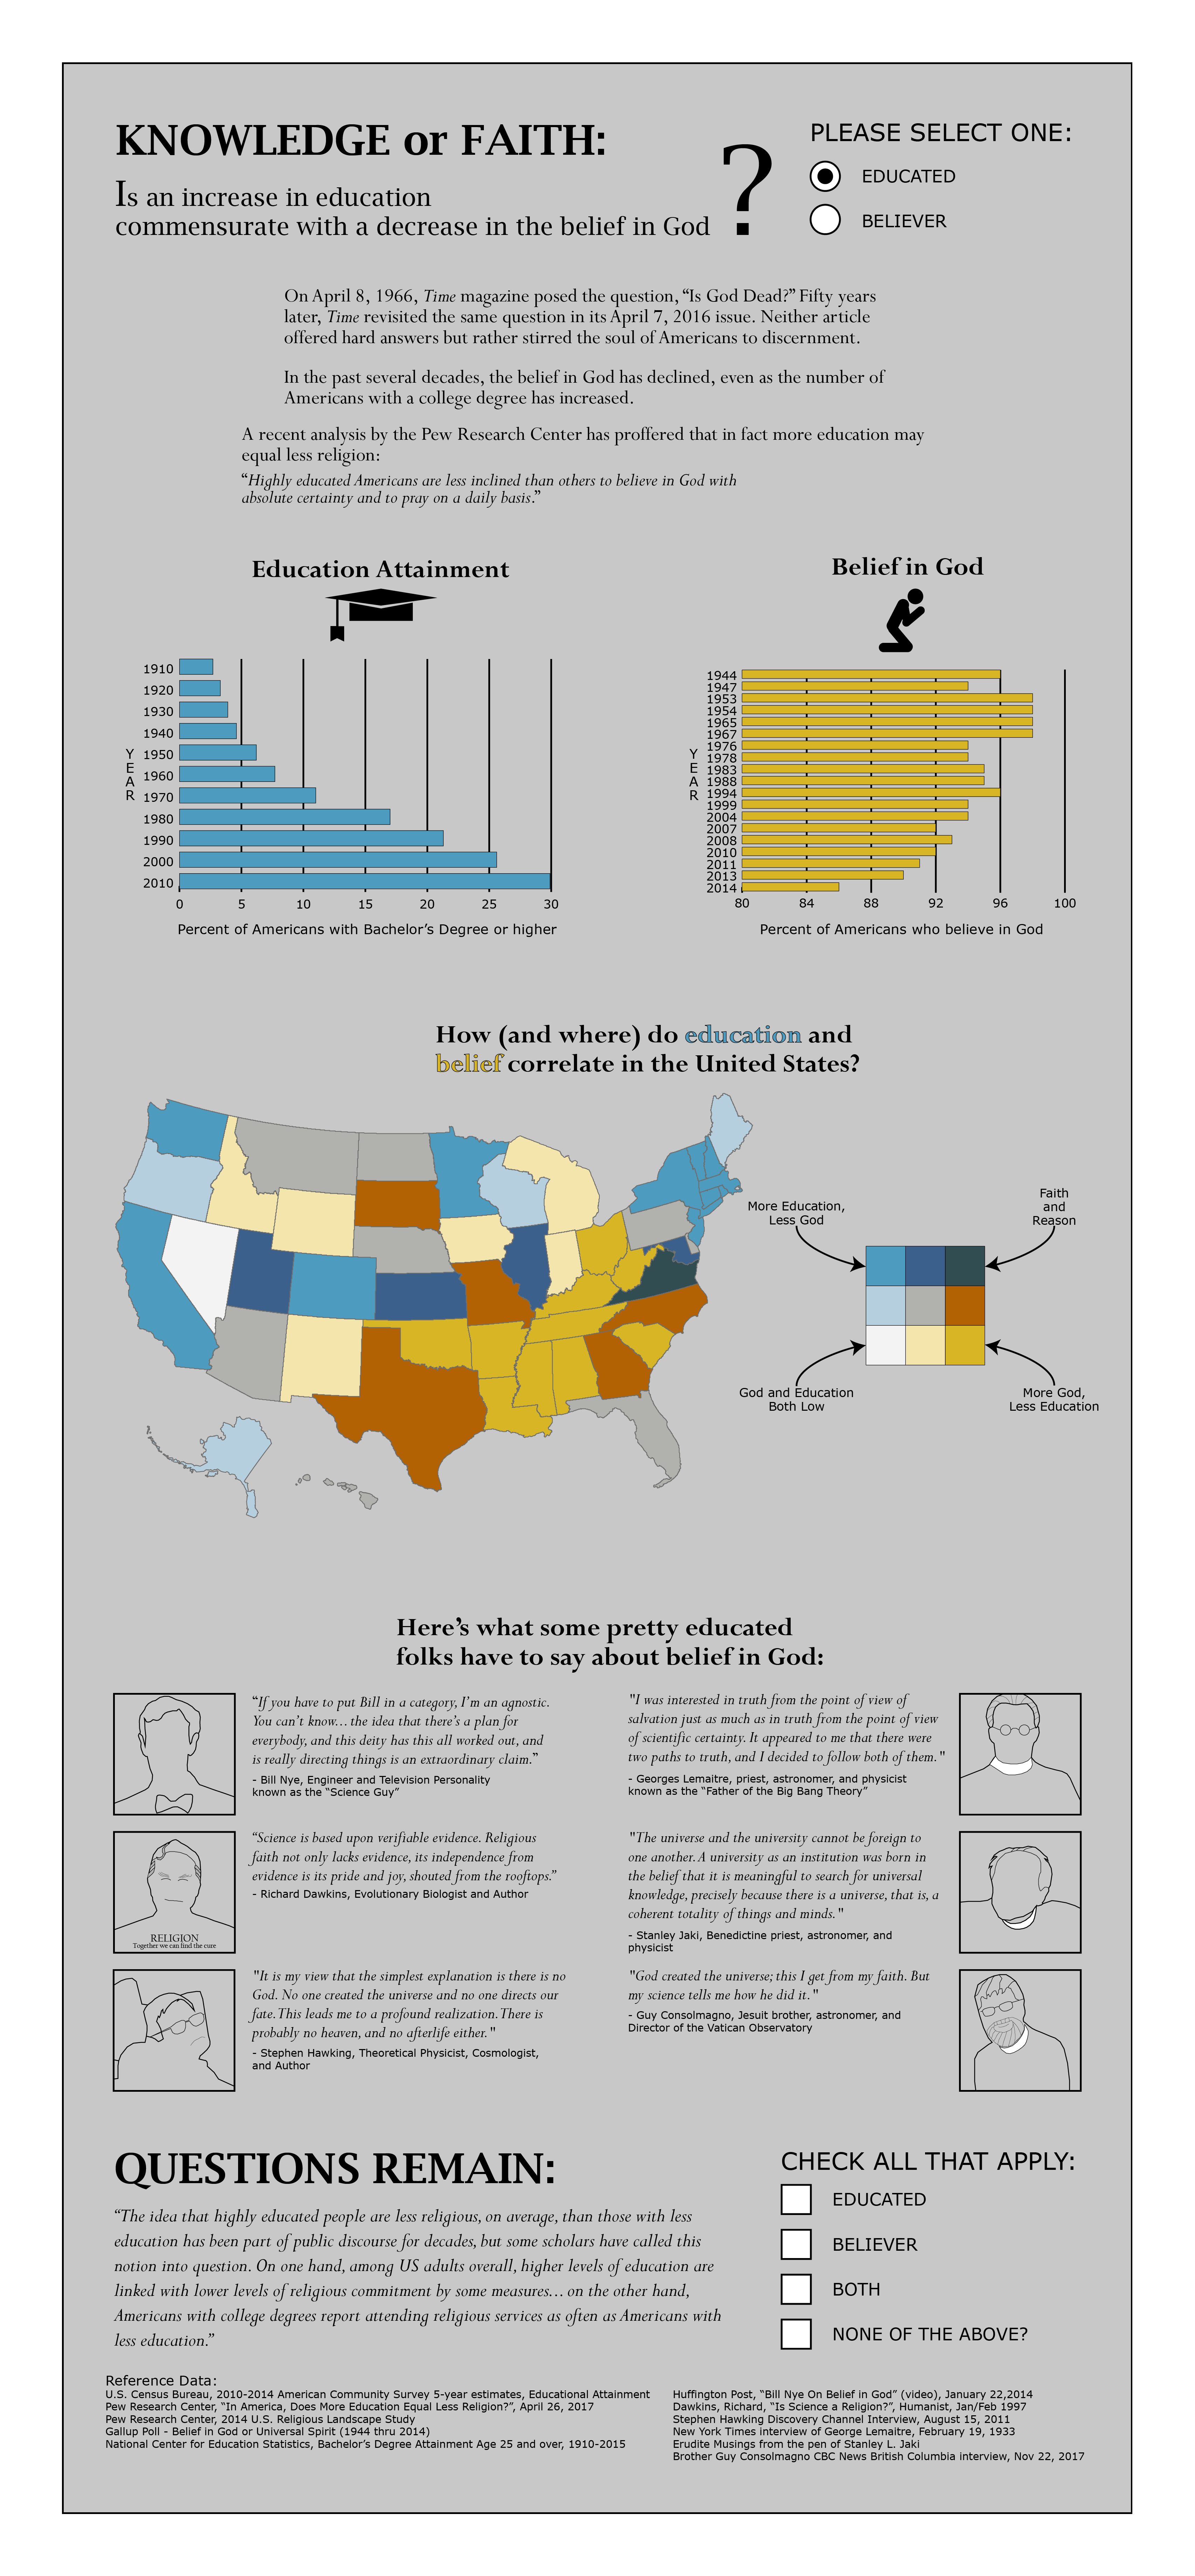 KNOWLEDGE or FAITH:
Is an increase in education
commensurate with a decrease in the belief in God
?
PLEASE SELECT ONE:
EDUCATED
BELIEVER
On April 8, 1966, Time magazine posed the question, “Is God Dead?” Fifty years
later, Time revisited the same question in its April 7, 2016 issue. Neither article
offered hard answers but rather stirred the soul of Americans to discernment.
In the past several decades, the belief in God has declined, even as the number of
Americans with a college degree has increased.
A recent analysis by the Pew Research Center has proffered that in fact more education may
equal less religion:
“Highly educated Americans are less inclined than others to believe in God with
absolute certainty and to pray on a daily basis.”
Education Attainment
YEAR
1910
1920
1930
1940
1950
1960
1970
1980
1990
2000
2010
0 5 10 15 20 25 30
Percent of Americans with Bachelor’s Degree or higher
Belief in God
YEAR
1944
1947
1953
1954
1965
1967
1976
1978
1983
1988
1994
1999
2004
2007
2008
2010
2011
2013
2014
80 84 88 92 96 100
Percent of Americans who believe in God
How (and where) do education and
belief correlate in the United States?
More Education,
Less God
Faith
and
Reason
God and Education
Both Low
More God,
Less Education
Here’s what some pretty educated
folks have to say about belief in God:
“If you have to put Bill in a category, I’m an agnostic.
You can’t know... the idea that there’s a plan for
everybody, and this deity has this all worked out, and
is really directing things is an extraordinary claim.”
- Bill Nye, Engineer and Television Personality
known as the “Science Guy”
"I was interested in truth from the point of view of
salvation just as much as in truth from the point of view
of scientific certainty. It appeared to me that there were
two paths to truth, and I decided to follow both of them."
- Georges Lemaitre, priest, astronomer, and physicist
known as the “Father of the Big Bang Theory”
RELIGION
Together we can find the cure
“Science is based upon verifiable evidence. Religious
faith not only lacks evidence, its independence from
evidence is its pride and joy, shouted from the rooftops.”
- Richard Dawkins, Evolutionary Biologist and Author
"The universe and the university cannot be foreign to
one another. A university as an institution was born in
the belief that it is meaningful to search for universal
knowledge, precisely because there is a universe, that is, a
coherent totality of things and minds."
- Stanley Jaki, Benedictine priest, astronomer, and
physicist
"It is my view that the simplest explanation is there is no
God. No one created the universe and no one directs our
fate. This leads me to a profound realization. There is
probably no heaven, and no afterlife either."
- Stephen Hawking, Theoretical Physicist, Cosmologist,
and Author
"God created the universe; this I get from my faith. But
my science tells me how he did it."
- Guy Consolmagno, Jesuit brother, astronomer, and
Director of the Vatican Observatory
QUESTIONS REMAIN:
“The idea that highly educated people are less religious, on average, than those with less
education has been part of public discourse for decades, but some scholars have called this
notion into question. On one hand, among US adults overall, higher levels of education are
linked with lower levels of religious commitment by some measures... on the other hand,
Americans with college degrees report attending religious services as often as Americans with
less education.”
CHECK ALL THAT APPLY:
EDUCATED
BELIEVER
BOTH
NONE OF THE ABOVE?
Reference Data:
U.S. Census Bureau, 2010-2014 American Community Survey 5-year estimates, Educational Attainment
Pew Research Center, “In America, Does More Education Equal Less Religion?”, April 26, 2017
Pew Research Center, 2014 U.S. Religious Landscape Study
Gallup Poll - Belief in God or Universal Spirit (1944 thru 2014)
National Center for Education Statistics, Bachelor’s Degree Attainment Age 25 and over, 1910-2015
Huffington Post, “Bill Nye On Belief in God” (video), January 22,2014
Dawkins, Richard, “Is Science a Religion?”, Humanist, Jan/Feb 1997
Stephen Hawking Discovery Channel Interview, August 15, 2011
New York Times interview of George Lemaitre, February 19, 1933
Erudite Musings from the pen of Stanley L. Jaki
Brother Guy Consolmagno CBC News British Columbia interview, Nov 22, 2017